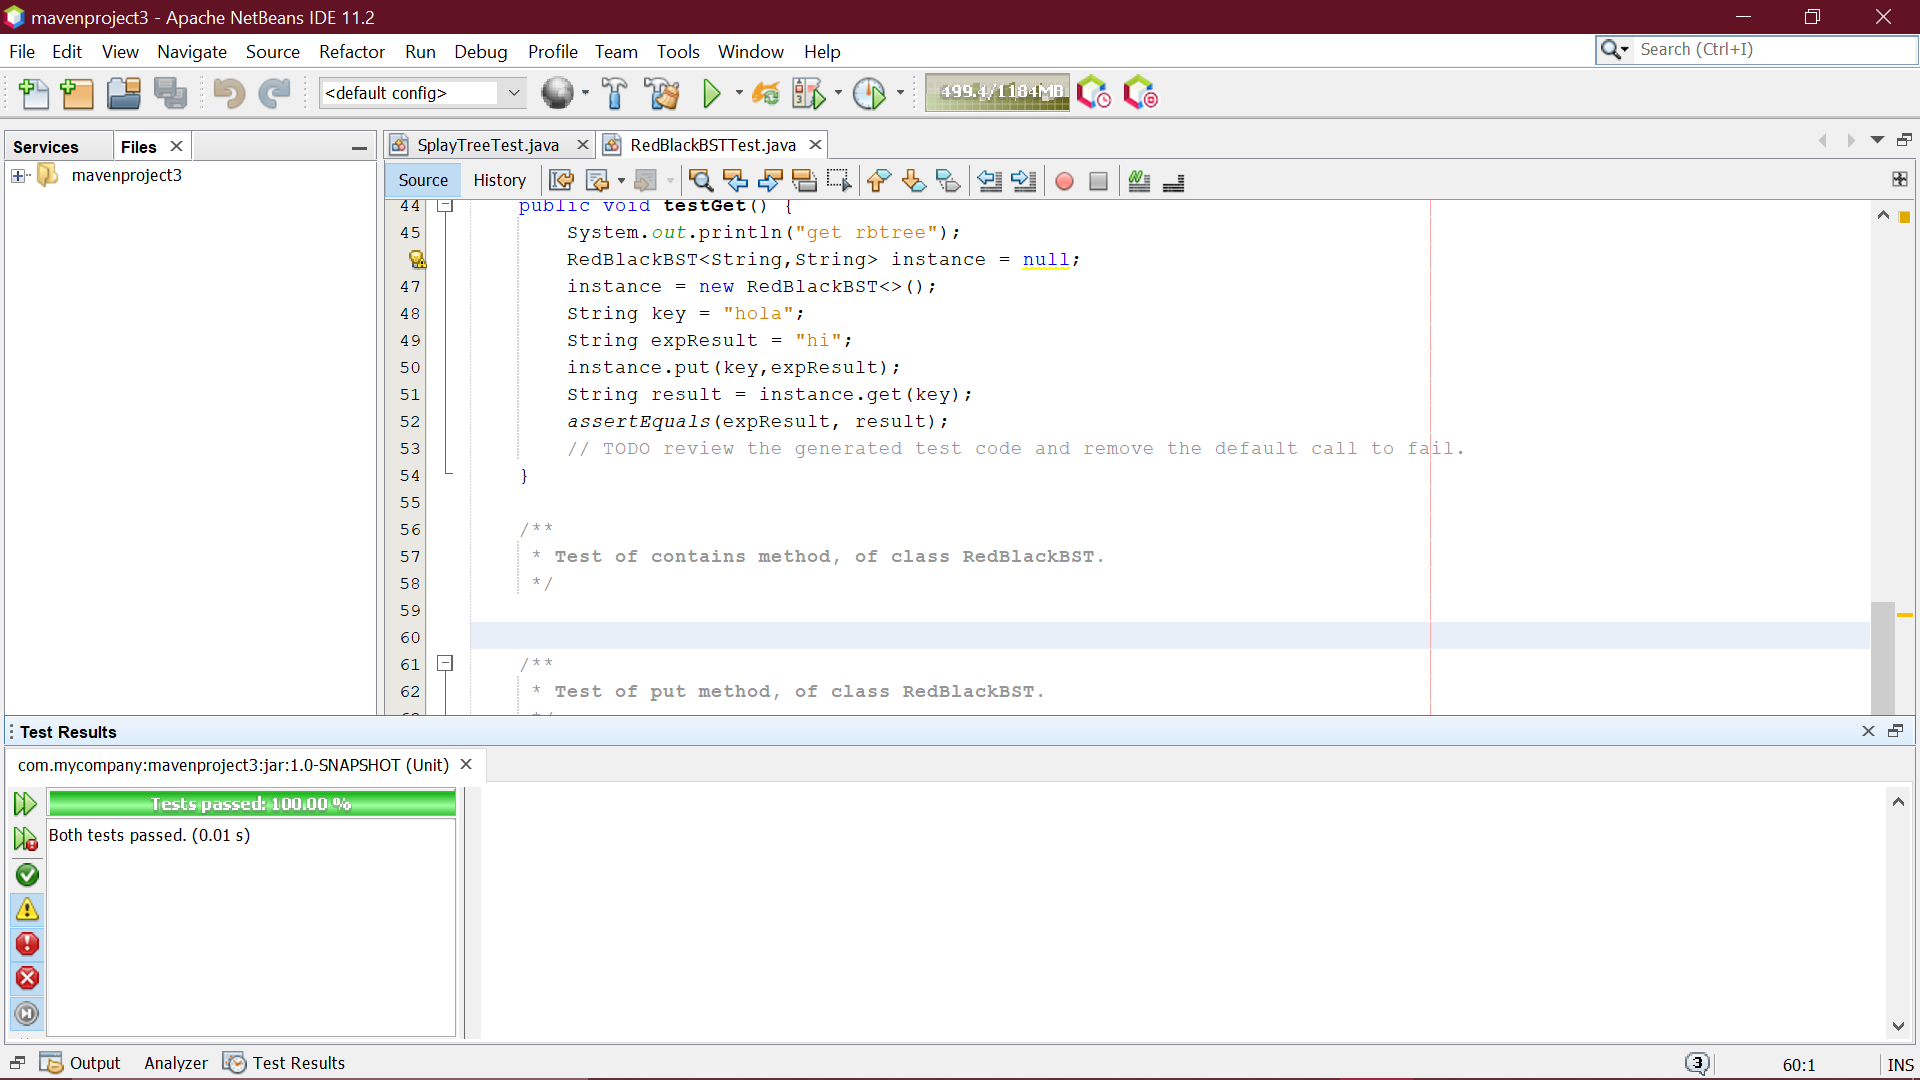 mavenproject3 - Apache NetBeans IDE 11.2
File Edit View Navigate Source Refactor Run Debug Profile Team Tools Window Help
Search (Ctrl+I)
<default config>
499.4/1184MB
Services Files
SplayTreeTest.java RedBlackBSTTest.java
mavenproject3
Source History
44 public void testGet() {
45 System.out.println("get rbtree");
RedBlackBST<String,String> instance = null;
47 instance = new RedBlackBST<>();
48 String key = "hola";
49 String expResult = "hi";
50 instance.put(key,expResult);
51 String result = instance.get(key);
52 assertEquals(expResult, result);
53 // TODO review the generated test code and remove the default call to fail.
54 }
55
56 /**
57 * Test of contains method, of class RedBlackBST.
58 */
59
60
61 /**
62 * Test of put method, of class RedBlackBST.
Test Results
com.mycompany:mavenproject3:jar:1.0-SNAPSHOT (Unit)
Tests passed: 100.00 %
Both tests passed. (0.01 s)
Output Analyzer Test Results
3
60:1
INS